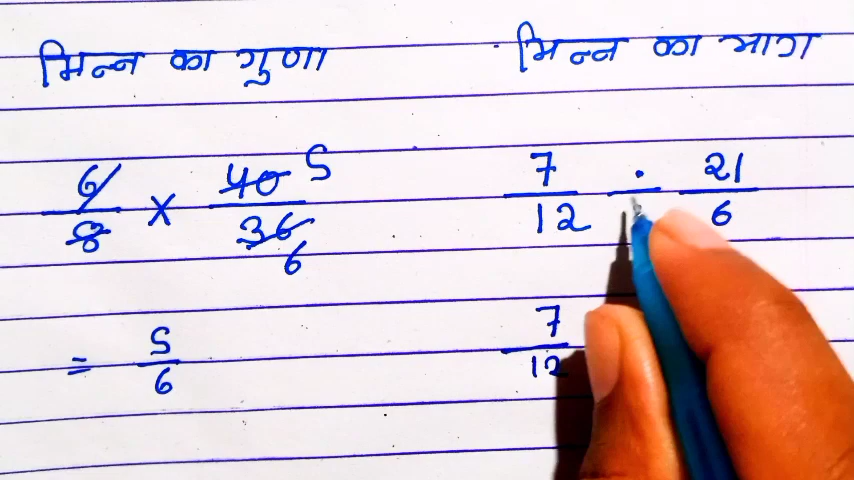 भिन्न का गुणा
6/8 × 40/36 5 6
= 5/6
भिन्न का भाग
7/12 ÷ 21/6
7/12